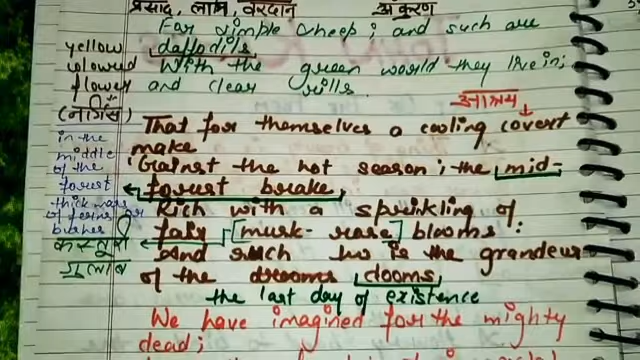 प्रसाद, लाभ, वरदान अंकुरण
For simple sheep; and such are
yellow daffodils
colowred With the green world they live in;
flower and clear rills.
(नर्गिस) आश्रय
That for themselves a cooling covert
make
in the middle of the forest thick mass of ferns or bushes
'Gainst the hot season; the mid-
forest brake,
Rich with a sprinkling of
कस्तूरी fair musk-rose blooms:
गुलाब And such too is the grandeur
of the dooms
the last day of existence
We have imagined for the mighty
dead;